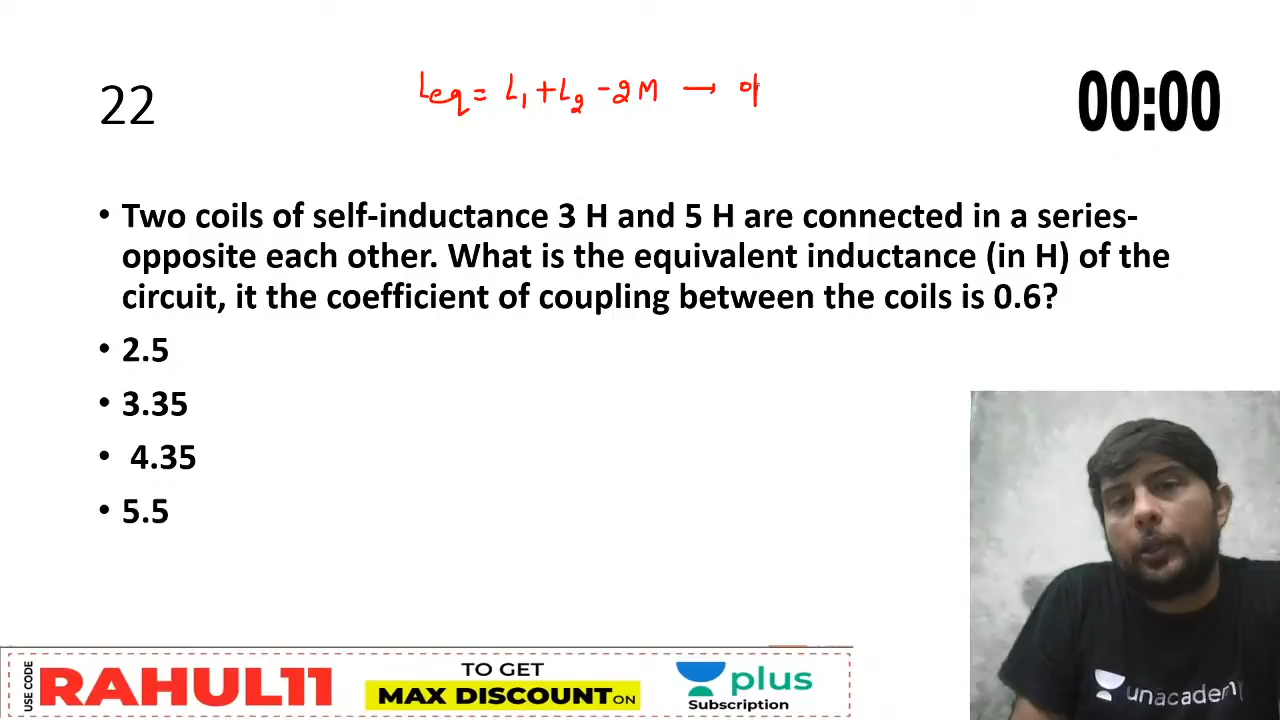 Leq = L1 + L2 - 2M → of
22
00:00
• Two coils of self-inductance 3 H and 5 H are connected in a series-
opposite each other. What is the equivalent inductance (in H) of the
circuit, it the coefficient of coupling between the coils is 0.6?
• 2.5
• 3.35
• 4.35
• 5.5
unacademy
USE CODE
RAHUL11
TO GET
MAX DISCOUNT ON
plus
Subscription